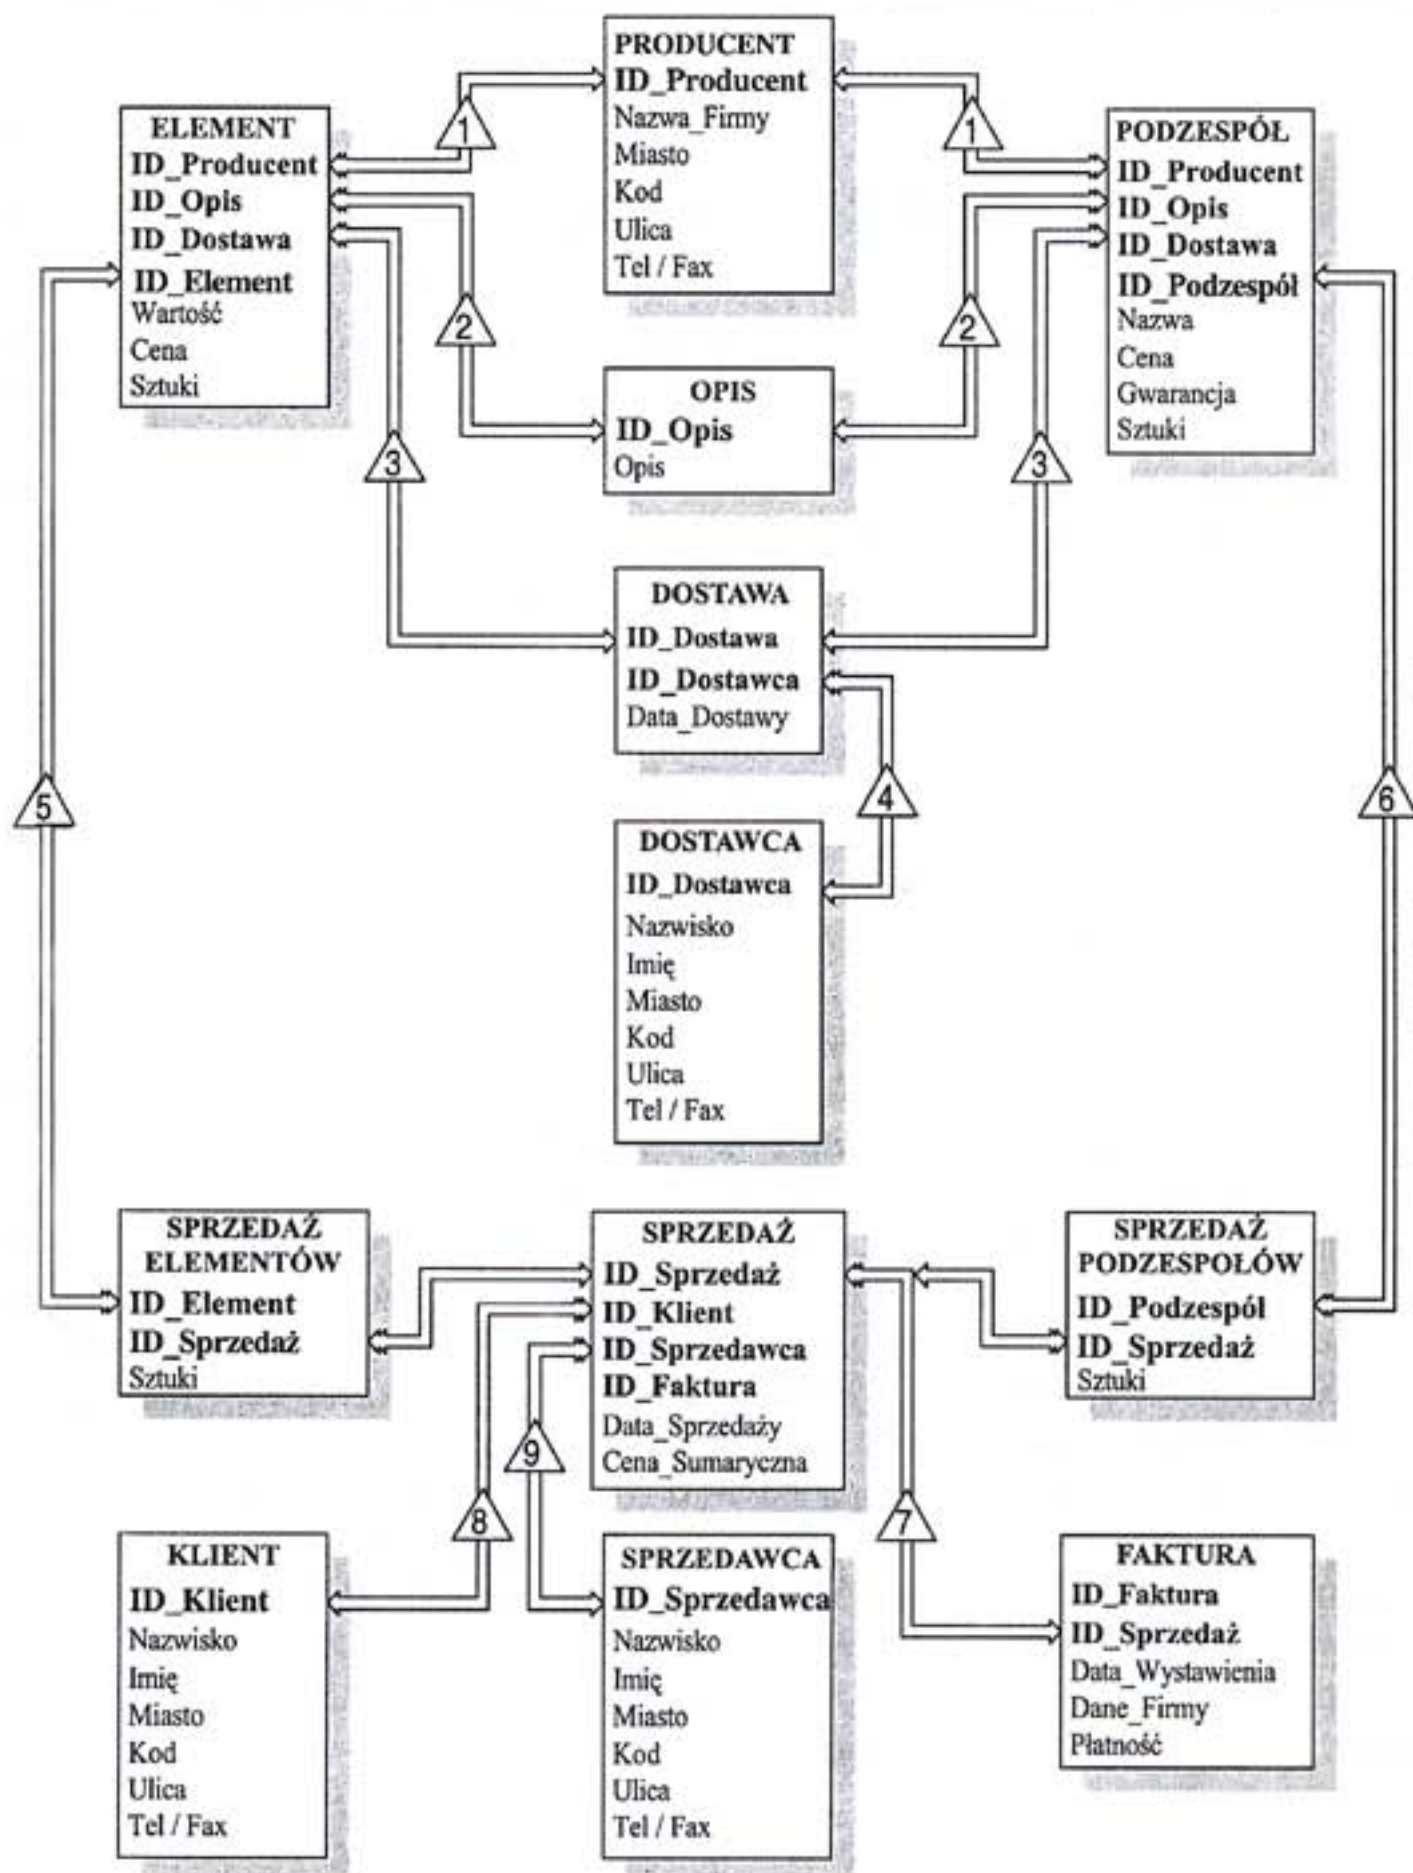 PRODUCENT
ID_Producent
Nazwa_Firmy
Miasto
Kod
Ulica
Tel / Fax
1
1
ELEMENT
ID_Producent
ID_Opis
ID_Dostawa
ID_Element
Wartość
Cena
Sztuki
PODZESPÓŁ
ID_Producent
ID_Opis
ID_Dostawa
ID_Podzespół
Nazwa
Cena
Gwarancja
Sztuki
2
2
OPIS
ID_Opis
Opis
3
3
DOSTAWA
ID_Dostawa
ID_Dostawca
Data_Dostawy
5
4
6
DOSTAWCA
ID_Dostawca
Nazwisko
Imię
Miasto
Kod
Ulica
Tel / Fax
SPRZEDAŻ
ELEMENTÓW
ID_Element
ID_Sprzedaż
Sztuki
SPRZEDAŻ
ID_Sprzedaż
ID_Klient
ID_Sprzedawca
ID_Faktura
Data_Sprzedaży
Cena_Sumaryczna
SPRZEDAŻ
PODZESPOŁÓW
ID_Podzespół
ID_Sprzedaż
Sztuki
9
8
7
KLIENT
ID_Klient
Nazwisko
Imię
Miasto
Kod
Ulica
Tel / Fax
SPRZEDAWCA
ID_Sprzedawca
Nazwisko
Imię
Miasto
Kod
Ulica
Tel / Fax
FAKTURA
ID_Faktura
ID_Sprzedaż
Data_Wystawienia
Dane_Firmy
Płatność